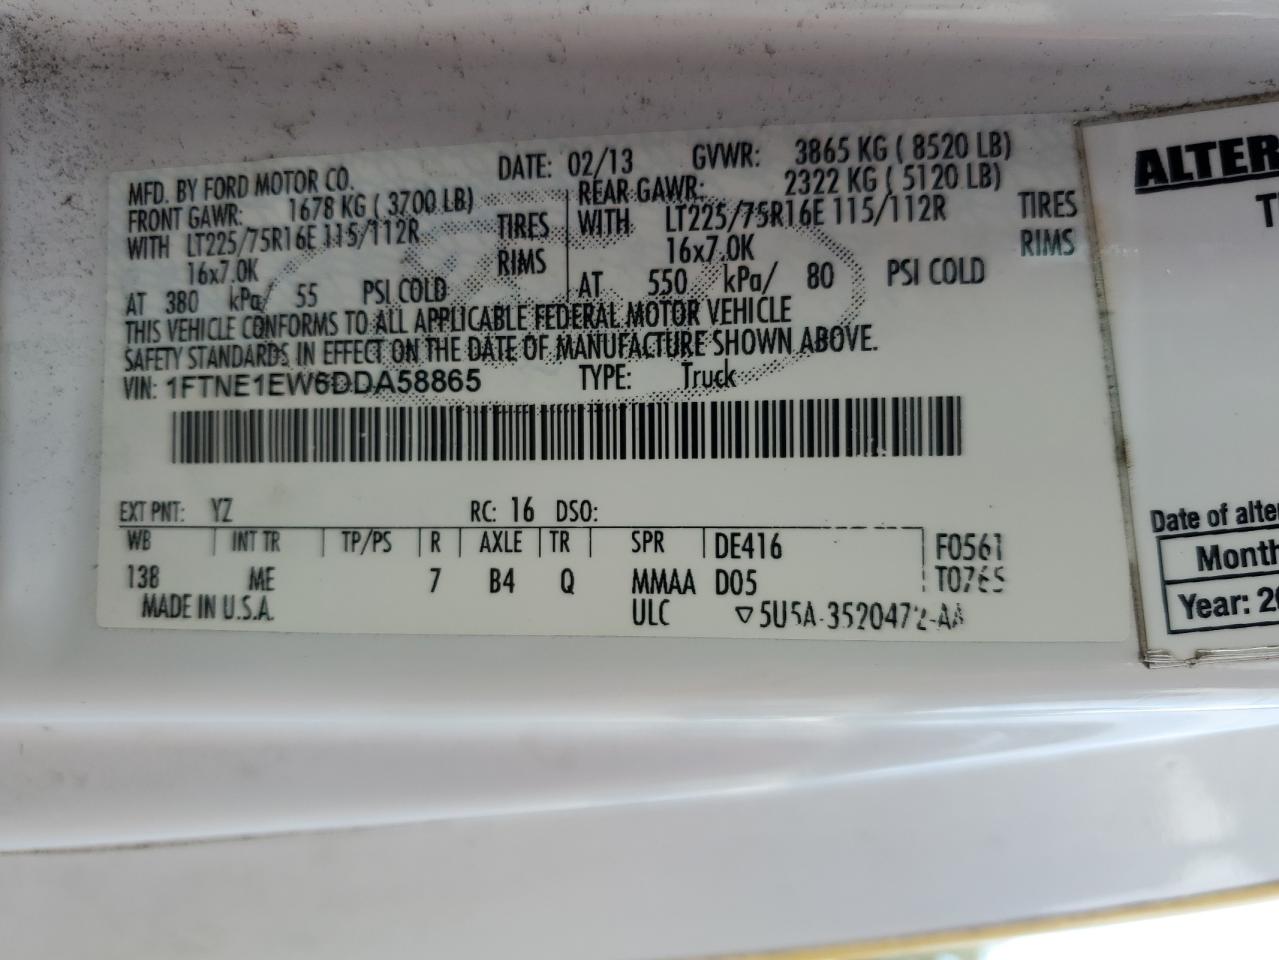 MFD. BY FORD MOTOR CO. DATE: 02/13 GVWR: 3865 KG ( 8520 LB)
FRONT GAWR: 1678 KG ( 3700 LB) REAR GAWR: 2322 KG ( 5120 LB)
WITH LT225/75R16E 115/112R TIRES WITH LT225/75R16E 115/112R TIRES
16x7.0K RIMS 16x7.0K RIMS
AT 380 kPa/ 55 PSI COLD AT 550 kPa/ 80 PSI COLD
THIS VEHICLE CONFORMS TO ALL APPLICABLE FEDERAL MOTOR VEHICLE
SAFETY STANDARDS IN EFFECT ON THE DATE OF MANUFACTURE SHOWN ABOVE.
VIN: 1FTNE1EW6DDA58865 TYPE: Truck
EXT PNT: YZ RC: 16 DSO:
WB INT TR TP/PS R AXLE TR SPR DE416 F0561
138 ME 7 B4 Q MMAA D05 T0765
MADE IN U.S.A. ULC ▽5U5A-3520472-AA
ALTER
T
Date of alte
Month
Year: 20